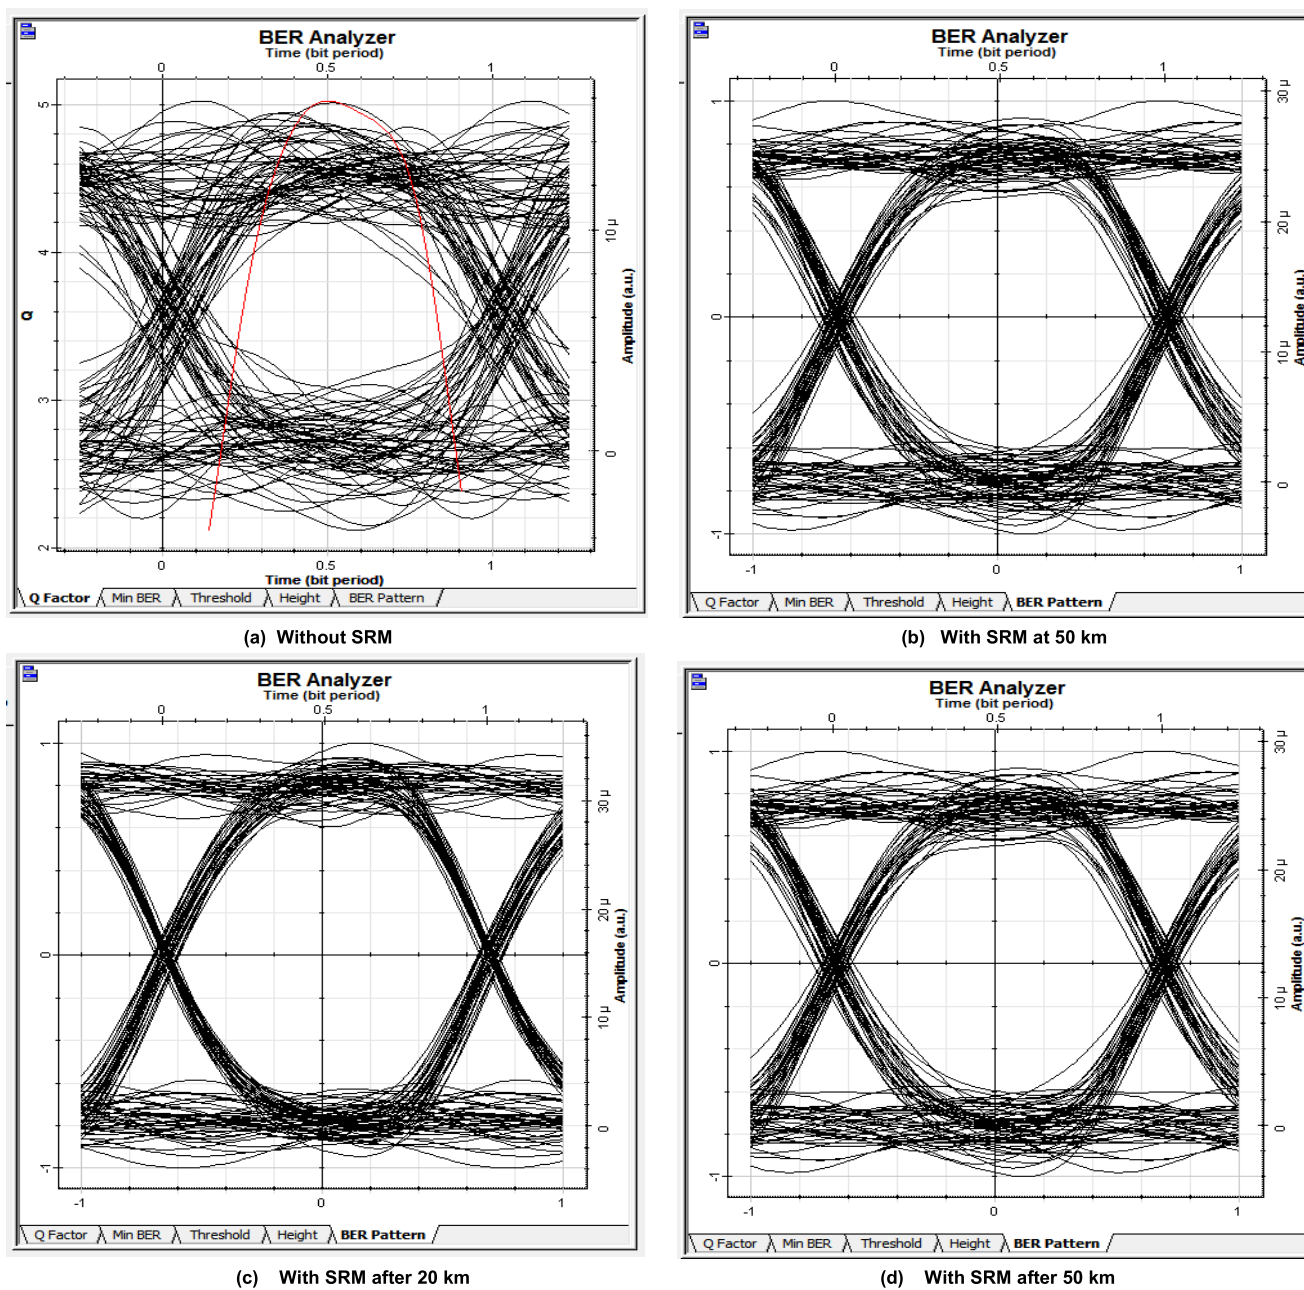 BER Analyzer
Time (bit period)
0 0.5 1
5
4
3
2
Q
10 µ
0
Amplitude (a.u.)
0 0.5 1
Time (bit period)
Q Factor Min BER Threshold Height BER Pattern
(a) Without SRM
BER Analyzer
Time (bit period)
0 0.5 1
1
0
-1
30 µ
20 µ
10 µ
0
Amplitude (a.u.)
-1 0 1
Q Factor Min BER Threshold Height BER Pattern
(b) With SRM at 50 km
BER Analyzer
Time (bit period)
0 0.5 1
1
0
-1
30 µ
20 µ
10 µ
0
Amplitude (a.u.)
-1 0 1
Q Factor Min BER Threshold Height BER Pattern
(c) With SRM after 20 km
BER Analyzer
Time (bit period)
0 0.5 1
1
0
-1
30 µ
20 µ
10 µ
0
Amplitude (a.u.)
-1 0 1
Q Factor Min BER Threshold Height BER Pattern
(d) With SRM after 50 km